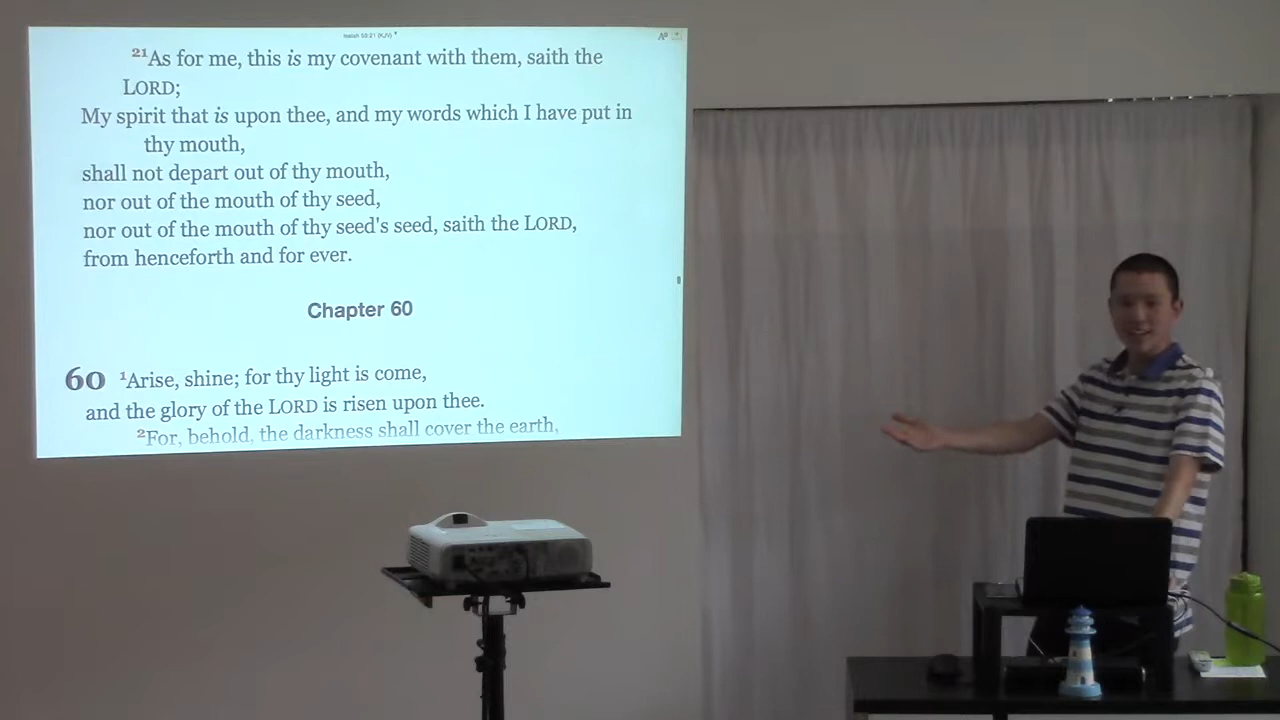 Isaiah 59:21 (KJV)
21As for me, this is my covenant with them, saith the
LORD;
My spirit that is upon thee, and my words which I have put in
thy mouth,
shall not depart out of thy mouth,
nor out of the mouth of thy seed,
nor out of the mouth of thy seed's seed, saith the LORD,
from henceforth and for ever.
Chapter 60
60 1Arise, shine; for thy light is come,
and the glory of the LORD is risen upon thee.
2For, behold, the darkness shall cover the earth,